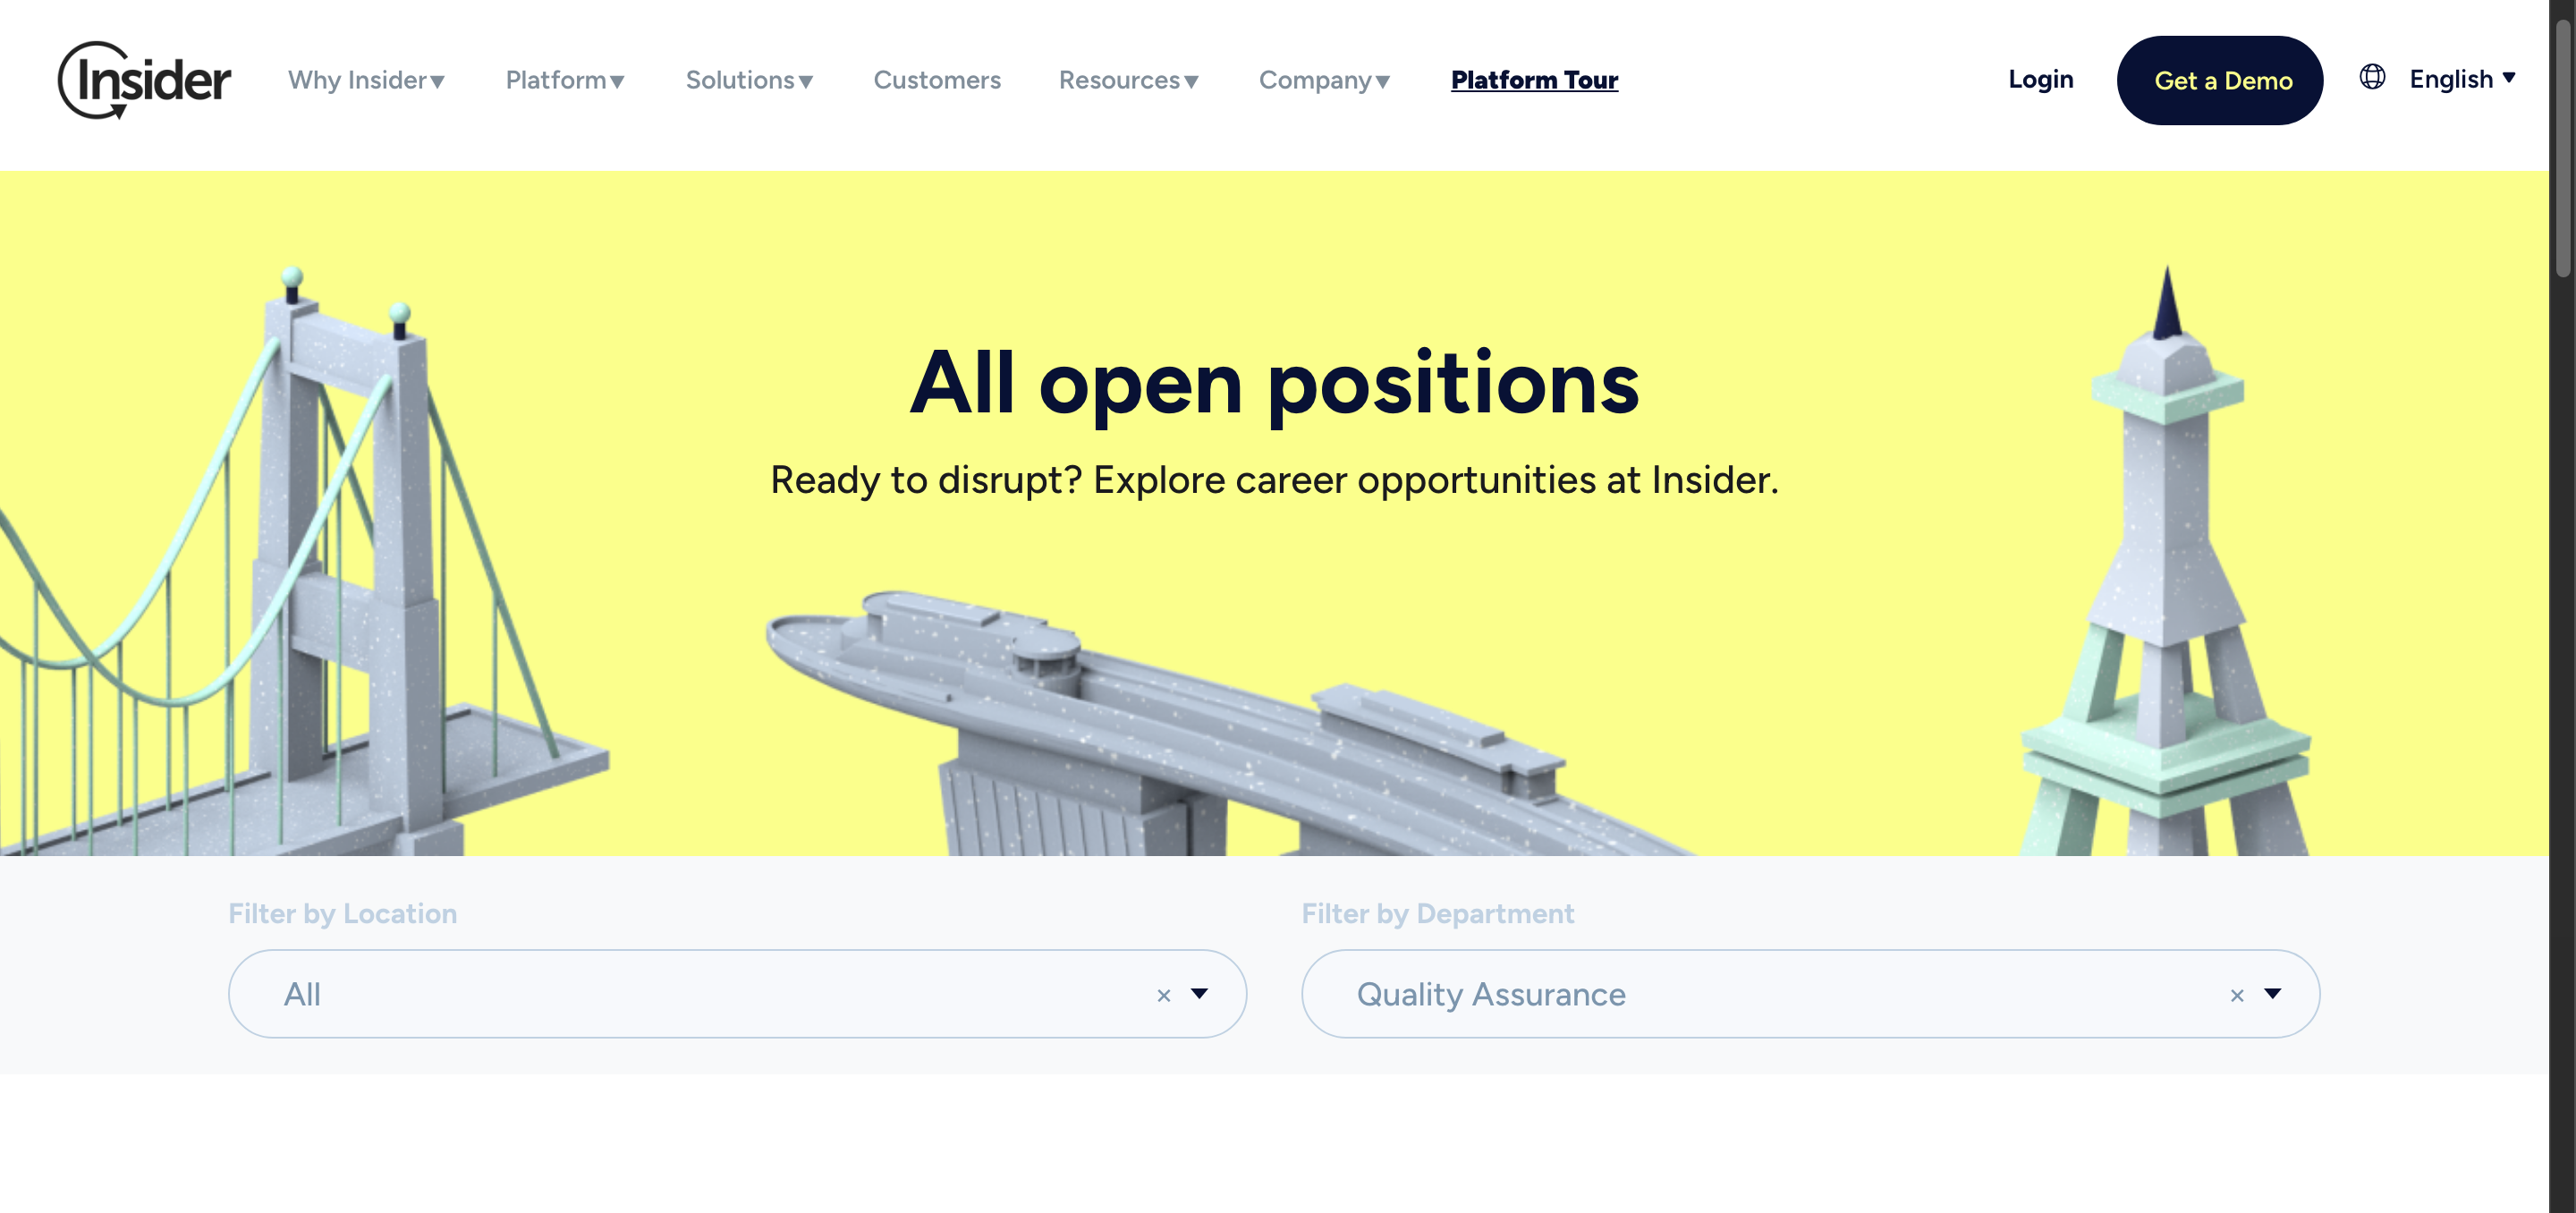 Insider Why Insider Platform Solutions Customers Resources Company Platform Tour Login Get a Demo English
All open positions
Ready to disrupt? Explore career opportunities at Insider.
Filter by Location Filter by Department
All × Quality Assurance ×